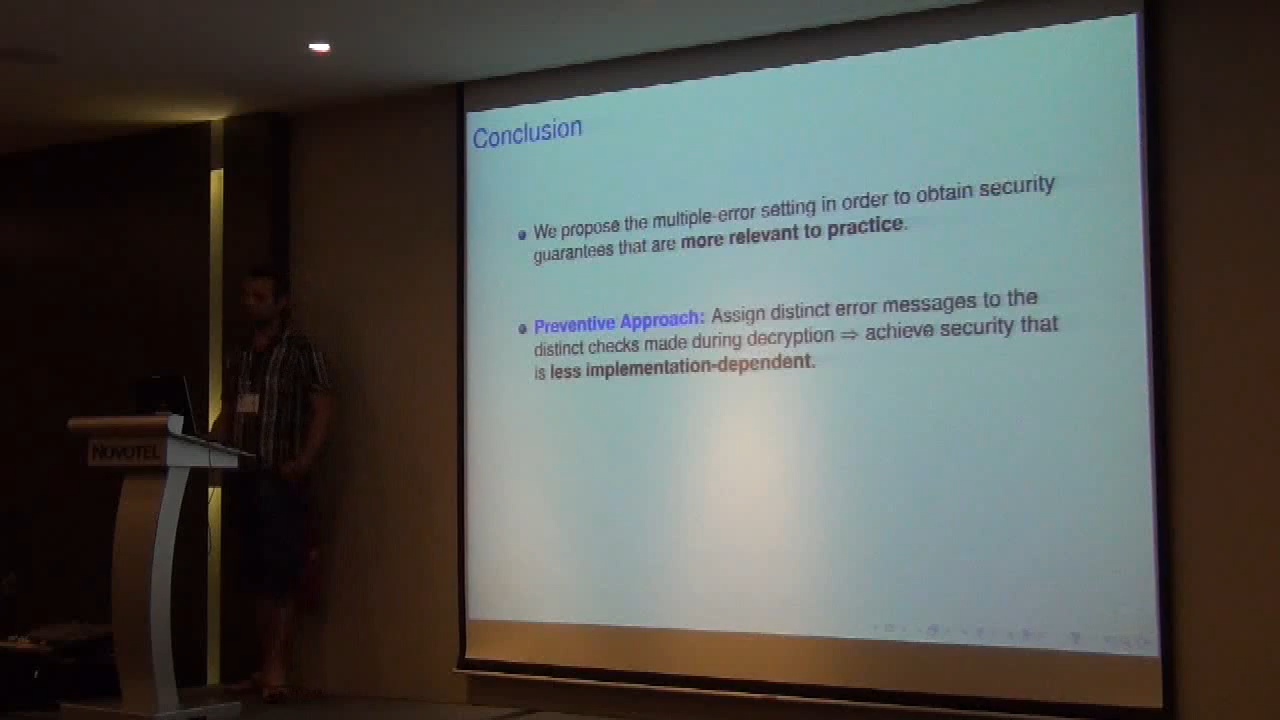 Conclusion
We propose the multiple-error setting in order to obtain security
guarantees that are more relevant to practice.
Preventive Approach: Assign distinct error messages to the
distinct checks made during decryption ⇒ achieve security that
is less implementation-dependent.
NOVOTEL